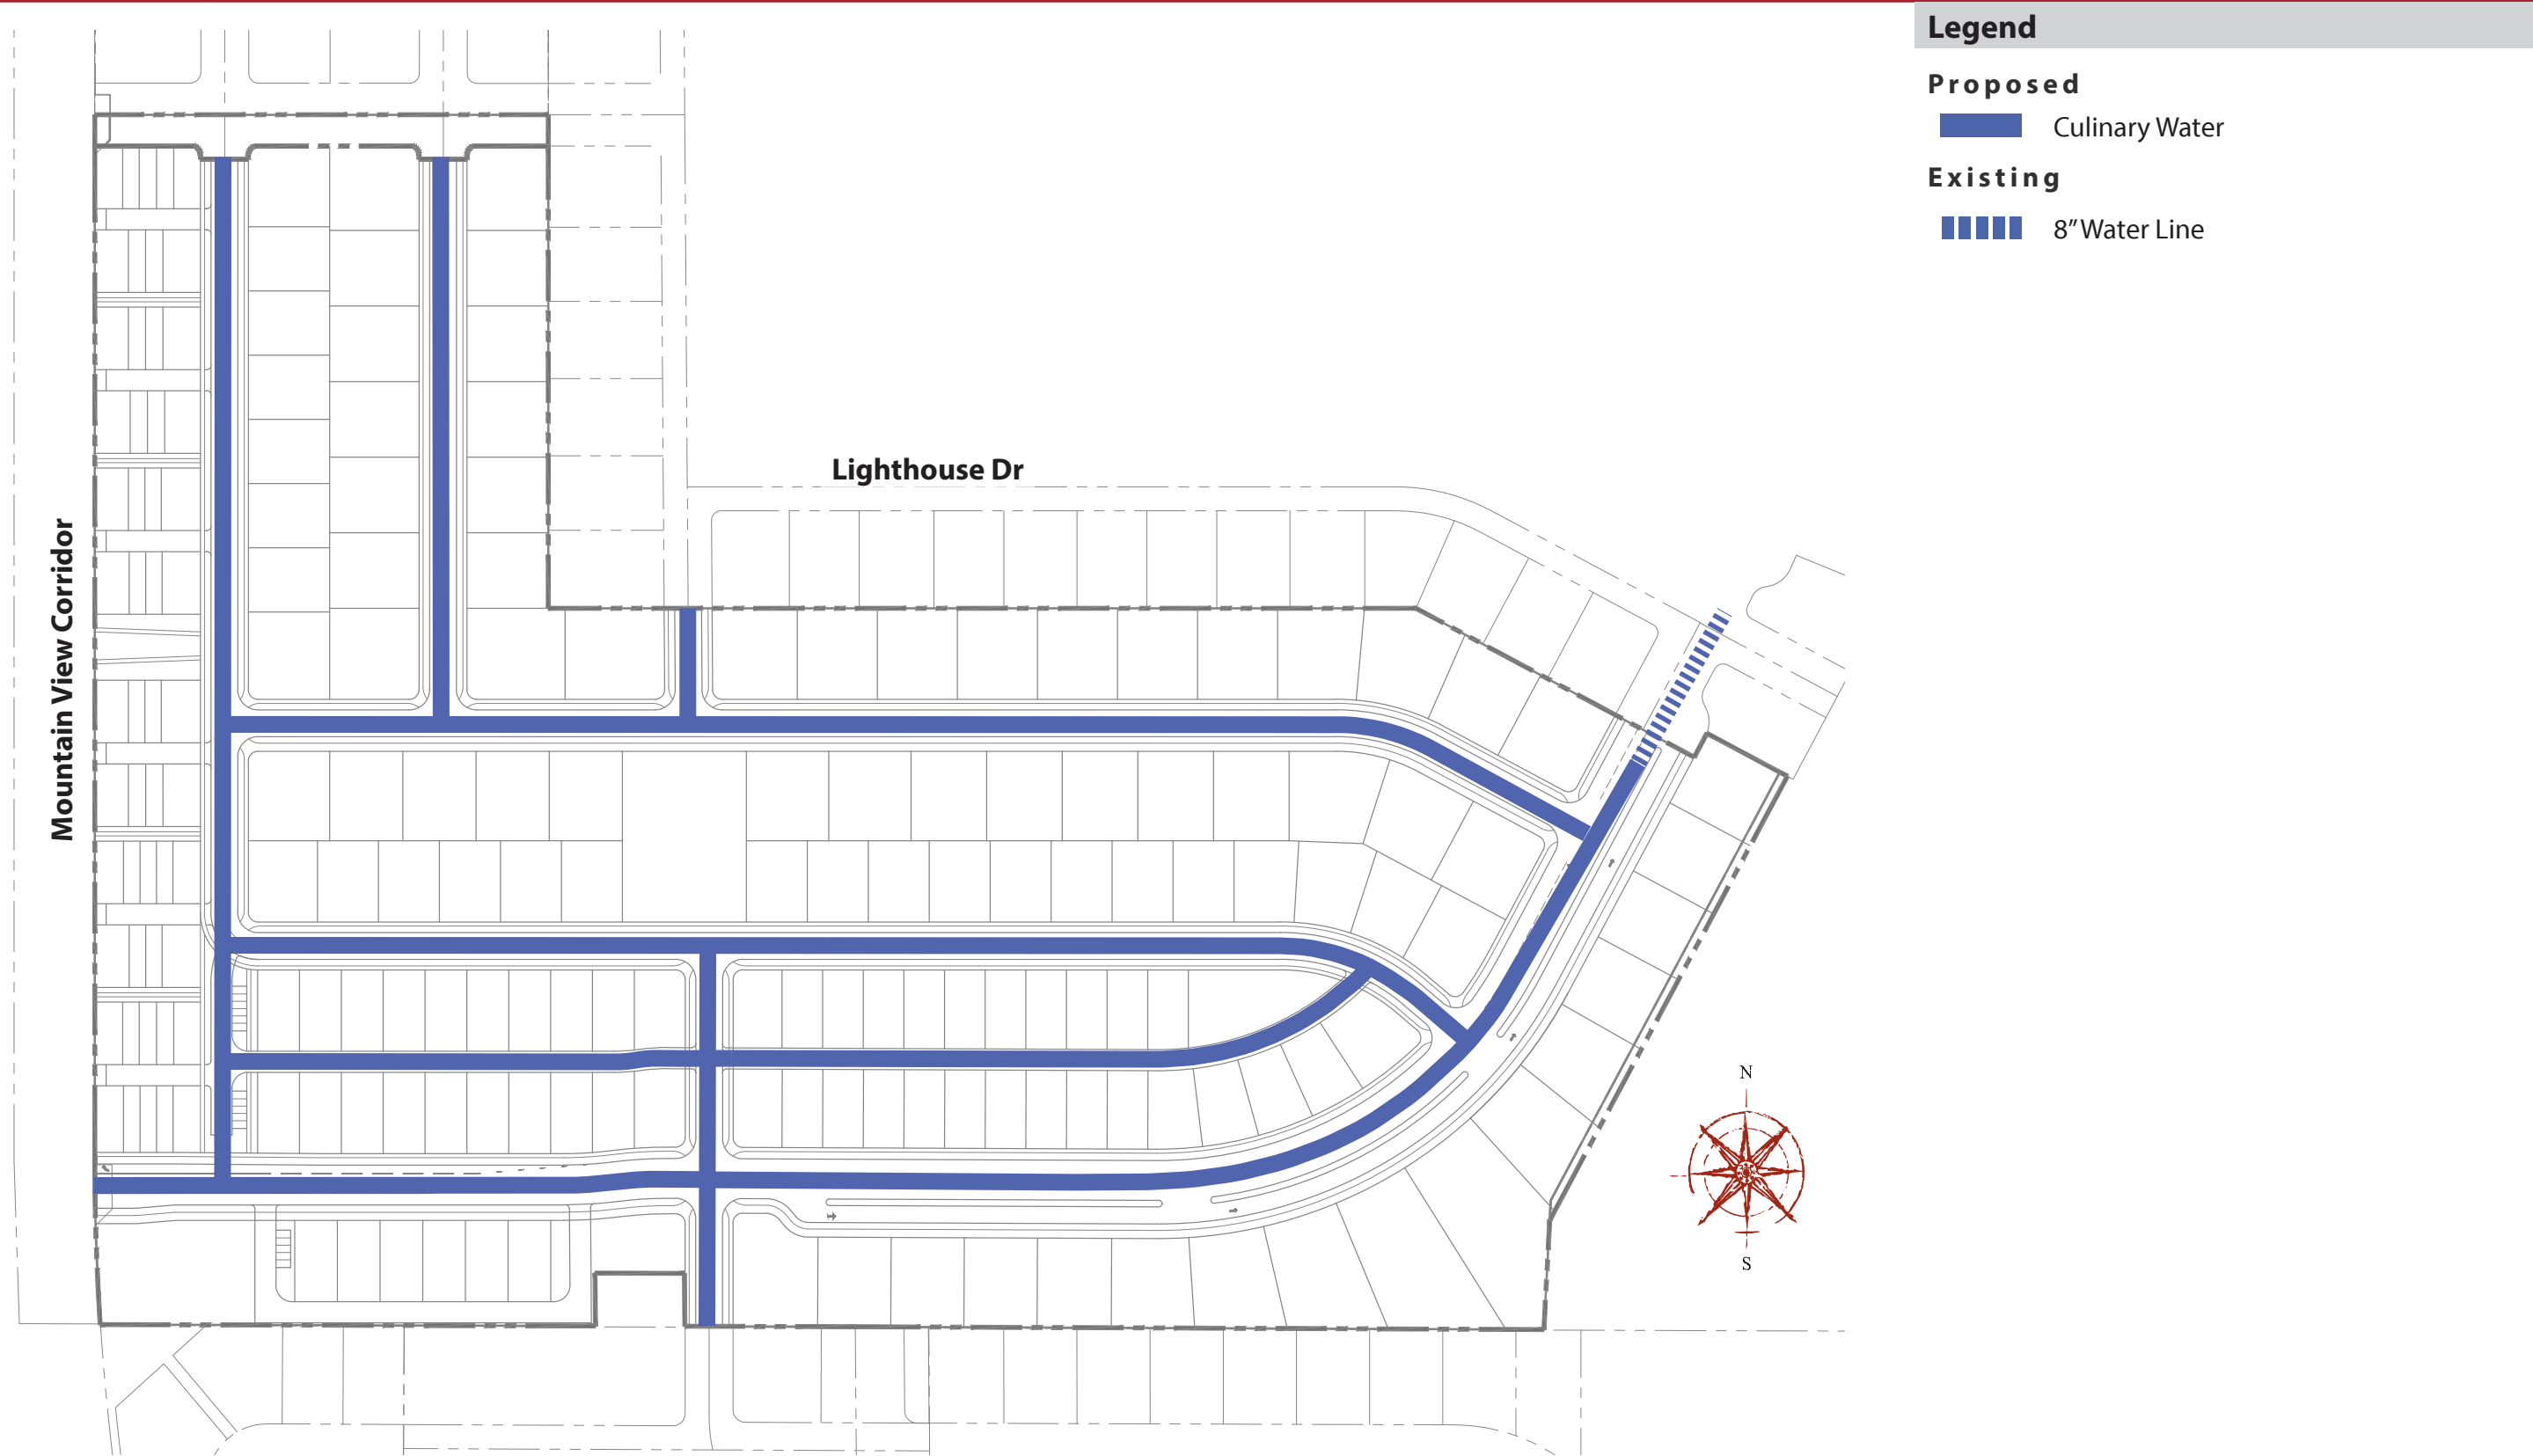 Legend
Proposed
Culinary Water
Existing
8” Water Line
Lighthouse Dr
Mountain View Corridor
N
S